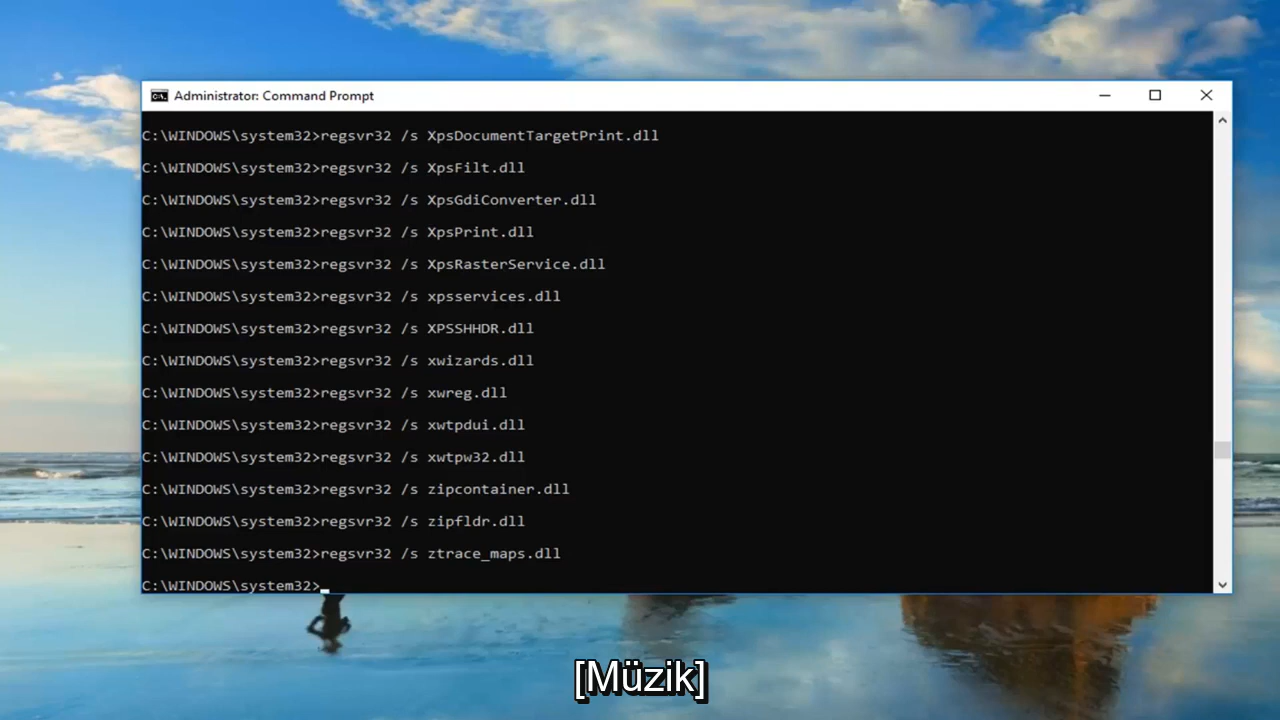 Administrator: Command Prompt
C:\WINDOWS\system32>regsvr32 /s XpsDocumentTargetPrint.dll
C:\WINDOWS\system32>regsvr32 /s XpsFilt.dll
C:\WINDOWS\system32>regsvr32 /s XpsGdiConverter.dll
C:\WINDOWS\system32>regsvr32 /s XpsPrint.dll
C:\WINDOWS\system32>regsvr32 /s XpsRasterService.dll
C:\WINDOWS\system32>regsvr32 /s xpsservices.dll
C:\WINDOWS\system32>regsvr32 /s XPSSHHDR.dll
C:\WINDOWS\system32>regsvr32 /s xwizards.dll
C:\WINDOWS\system32>regsvr32 /s xwreg.dll
C:\WINDOWS\system32>regsvr32 /s xwtpdui.dll
C:\WINDOWS\system32>regsvr32 /s xwtpw32.dll
C:\WINDOWS\system32>regsvr32 /s zipcontainer.dll
C:\WINDOWS\system32>regsvr32 /s zipfldr.dll
C:\WINDOWS\system32>regsvr32 /s ztrace_maps.dll
C:\WINDOWS\system32>
[Müzik]